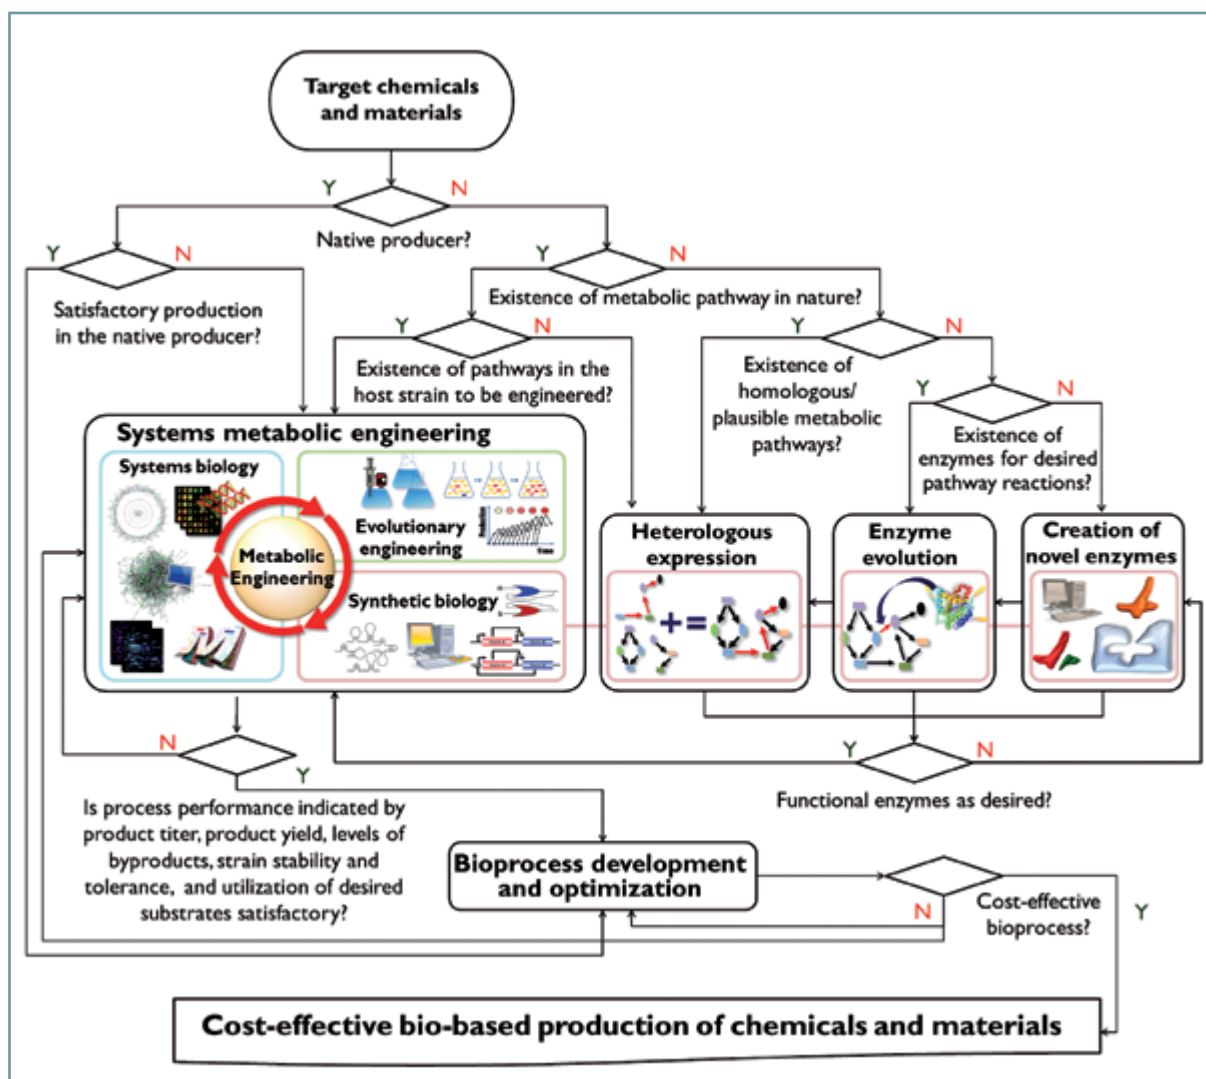 Target chemicals
and materials
Y
N
Native producer?
Y
N
Satisfactory production
in the native producer?
Y
N
Existence of metabolic pathway in nature?
Y
N
Existence of pathways in the
host strain to be engineered?
Y
N
Existence of
homologous/
plausible metabolic
pathways?
Y
N
Existence of
enzymes for desired
pathway reactions?
Systems metabolic engineering
Systems biology
Metabolic
Engineering
Evolutionary
engineering
Production
time
Synthetic biology
Heterologous
expression
Enzyme
evolution
Creation of
novel enzymes
N
Y
Is process performance indicated by
product titer, product yield, levels of
byproducts, strain stability and
tolerance, and utilization of desired
substrates satisfactory?
Y
N
Functional enzymes as desired?
Bioprocess development
and optimization
N
Y
Cost-effective
bioprocess?
Cost-effective bio-based production of chemicals and materials